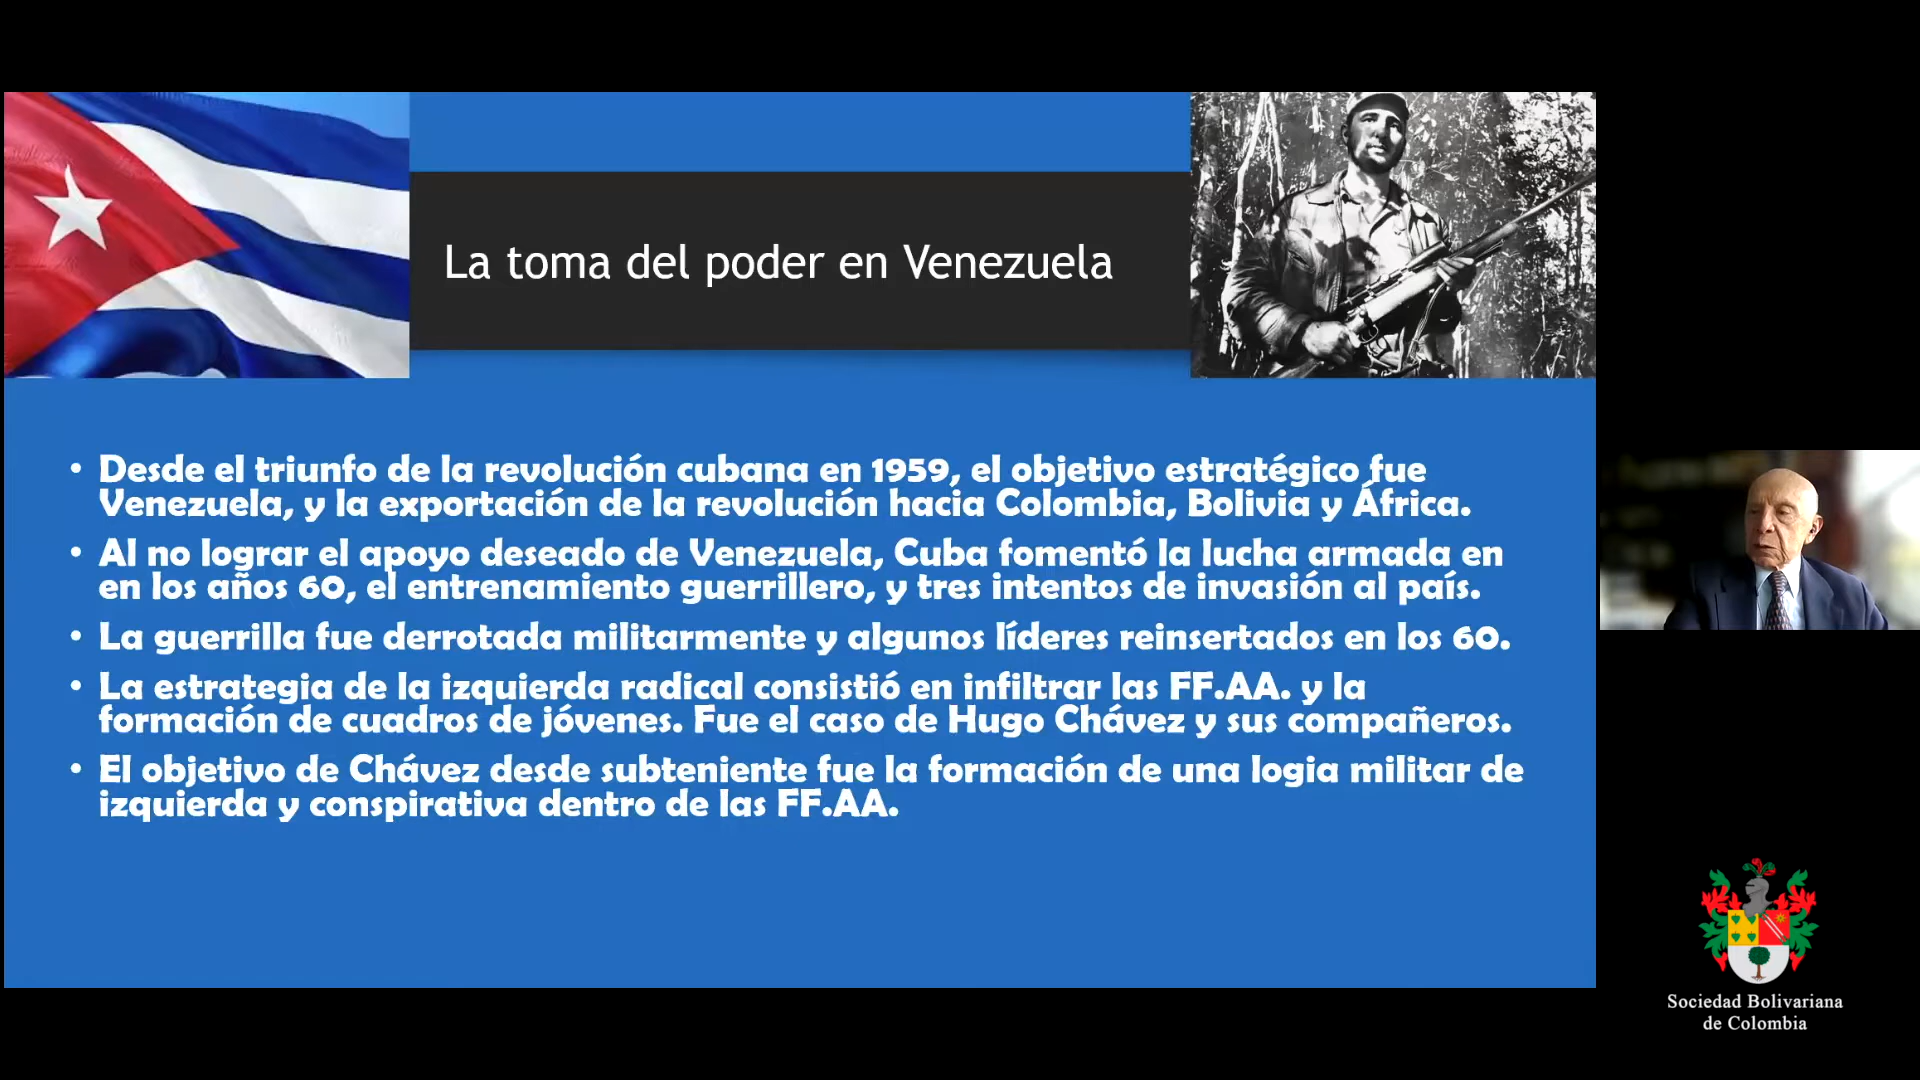 La toma del poder en Venezuela
• Desde el triunfo de la revolución cubana en 1959, el objetivo estratégico fue
Venezuela, y la exportación de la revolución hacia Colombia, Bolivia y África.
• Al no lograr el apoyo deseado de Venezuela, Cuba fomentó la lucha armada en
en los años 60, el entrenamiento guerrillero, y tres intentos de invasión al país.
• La guerrilla fue derrotada militarmente y algunos líderes reinsertados en los 60.
• La estrategia de la izquierda radical consistió en infiltrar las FF.AA. y la
formación de cuadros de jóvenes. Fue el caso de Hugo Chávez y sus compañeros.
• El objetivo de Chávez desde subteniente fue la formación de una logia militar de
izquierda y conspirativa dentro de las FF.AA.
Sociedad Bolivariana
de Colombia